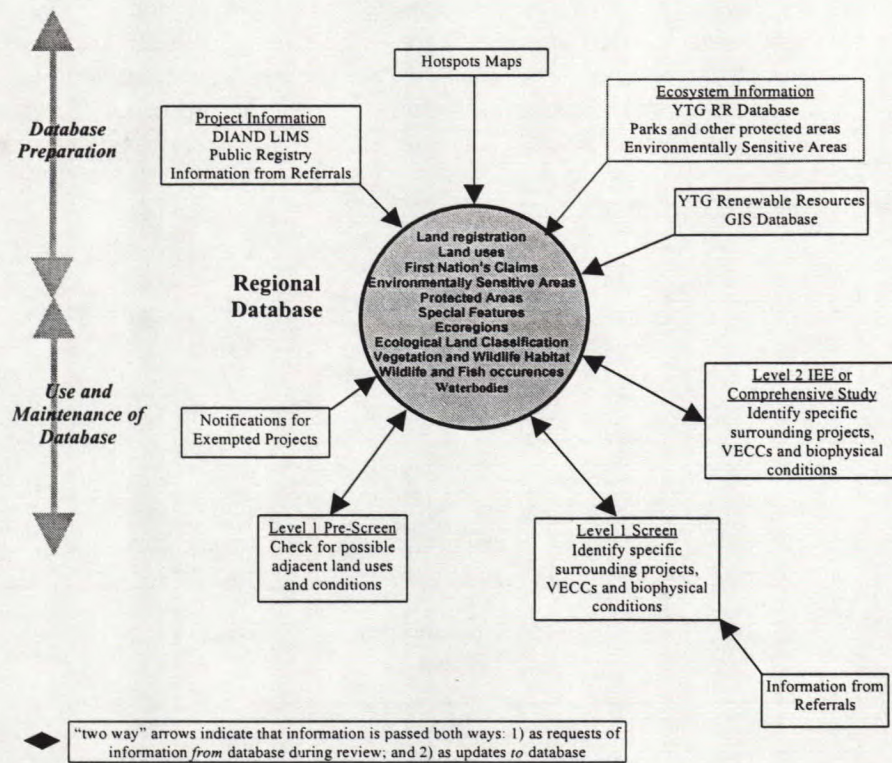 Hotspots Maps
Ecosystem Information
YTG RR Database
Parks and other protected areas
Environmentally Sensitive Areas
Project Information
DIAND LIMS
Public Registry
Information from Referrals
Database
Preparation
YTG Renewable Resources
GIS Database
Regional
Database
Land registration
Land uses
First Nation's Claims
Environmentally Sensitive Areas
Protected Areas
Special Features
Ecoregions
Ecological Land Classification
Vegetation and Wildlife Habitat
Wildlife and Fish occurences
Waterbodies
Use and
Maintenance of
Database
Notifications for
Exempted Projects
Level 2 IEE or
Comprehensive Study
Identify specific
surrounding projects,
VECCs and biophysical
conditions
Level 1 Pre-Screen
Check for possible
adjacent land uses
and conditions
Level 1 Screen
Identify specific
surrounding projects,
VECCs and biophysical
conditions
Information from
Referrals
"two way" arrows indicate that information is passed both ways: 1) as requests of
information from database during review; and 2) as updates to database